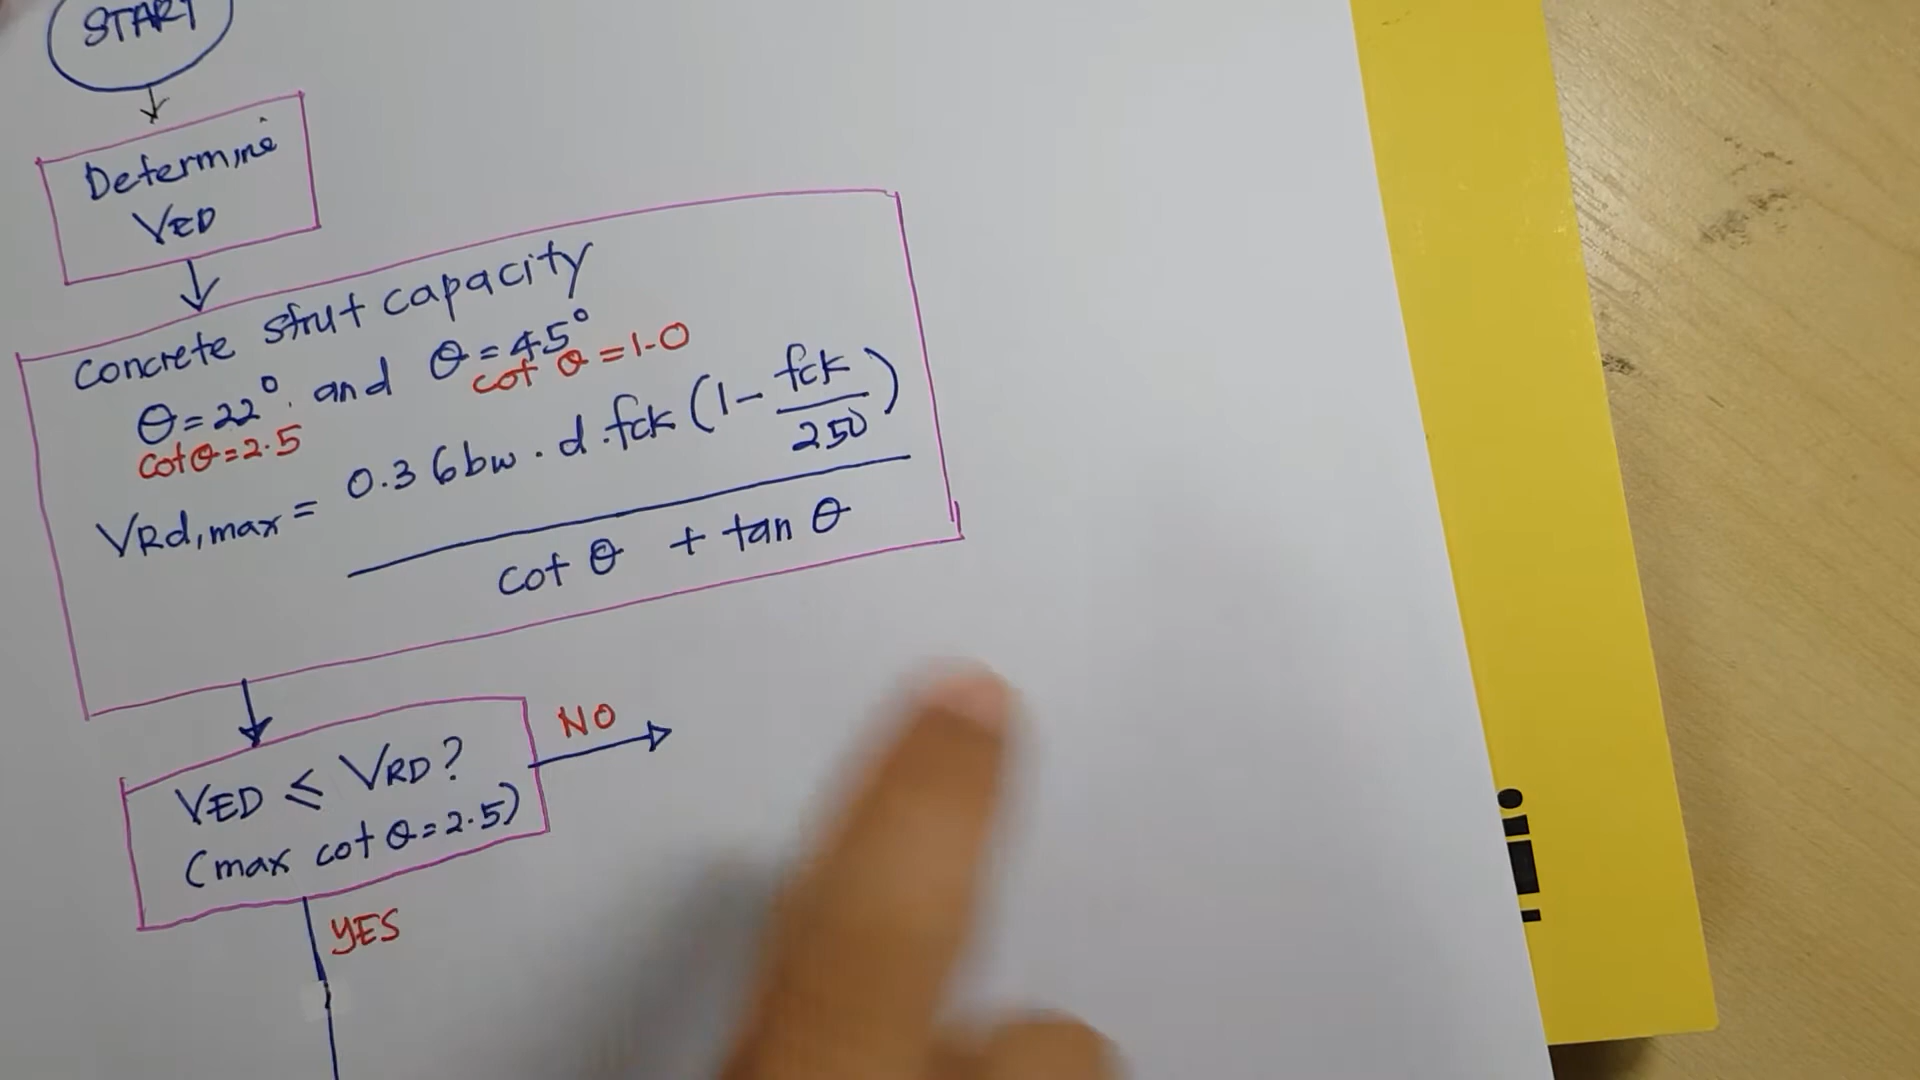 START
Determine
VED
concrete strut capacity
θ = 22°. and θ = 45°
cot θ = 2.5 cot θ = 1.0
VRd,max = 0.36bw . d . fck (1 - fck/250)
cot θ + tan θ
VED ⩽ VRD?
(max cot θ = 2.5)
NO
YES